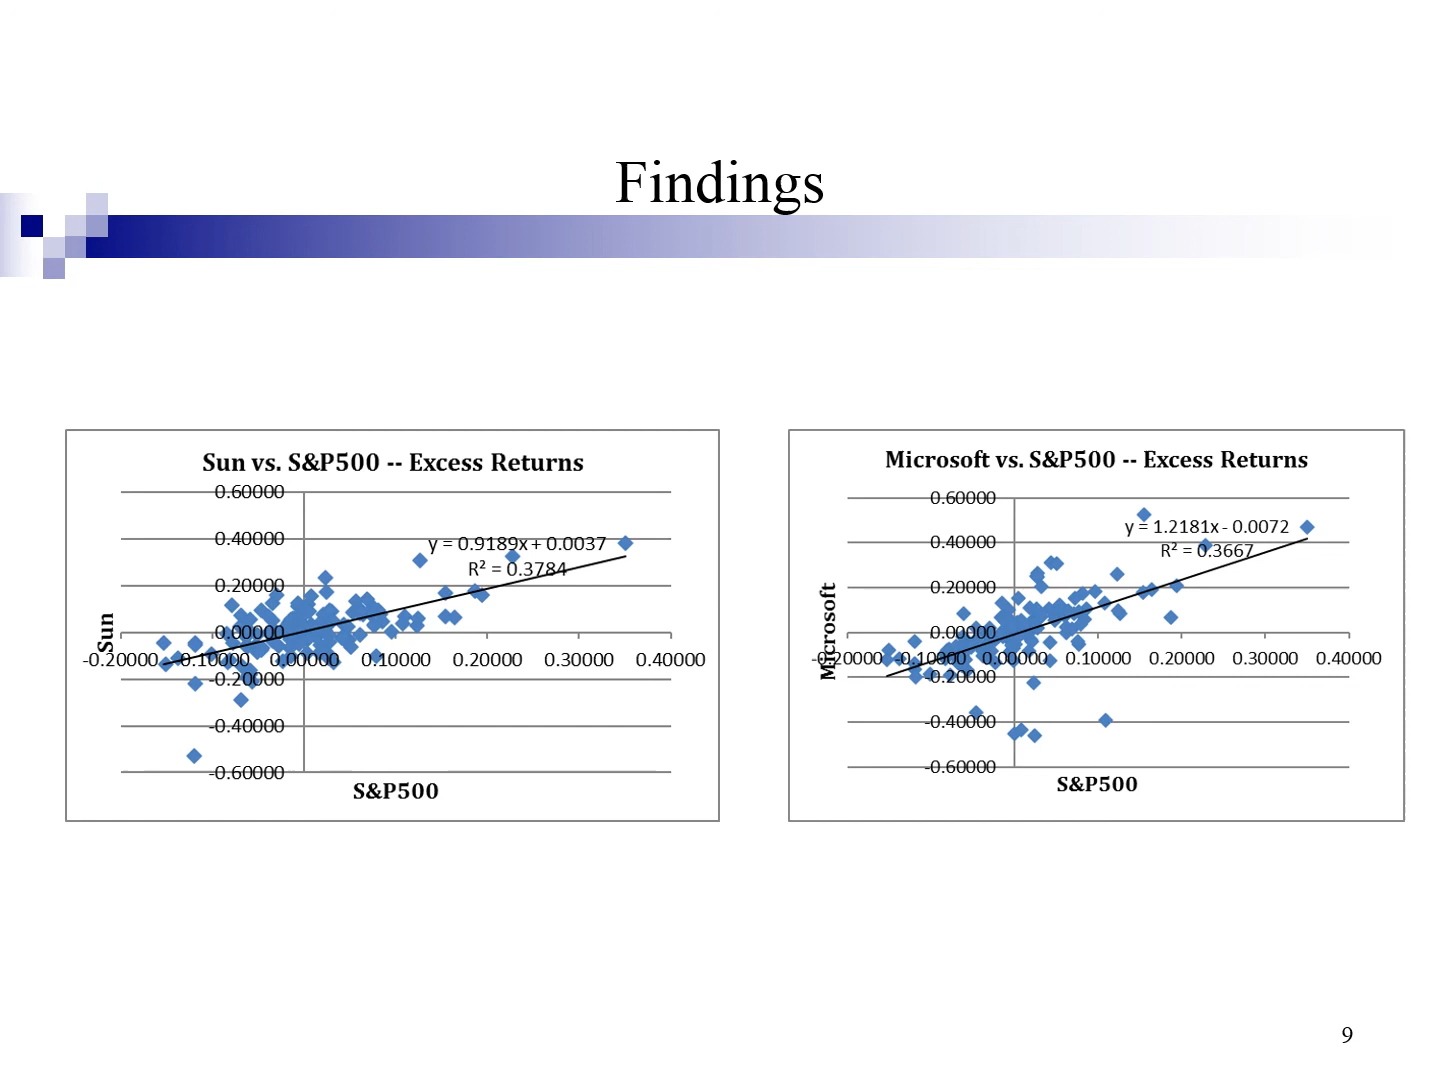 Findings
Sun vs. S&P500 -- Excess Returns
0.60000
0.40000
y = 0.9189x + 0.0037
R² = 0.3784
0.20000
0.00000
Sun
-0.20000 -0.10000 0.00000 0.10000 0.20000 0.30000 0.40000
-0.20000
-0.40000
-0.60000
S&P500
Microsoft vs. S&P500 -- Excess Returns
0.60000
y = 1.2181x - 0.0072
0.40000
R² = 0.3667
0.20000
0.00000
Microsoft
-0.20000 -0.10000 0.00000 0.10000 0.20000 0.30000 0.40000
-0.20000
-0.40000
-0.60000
S&P500
9